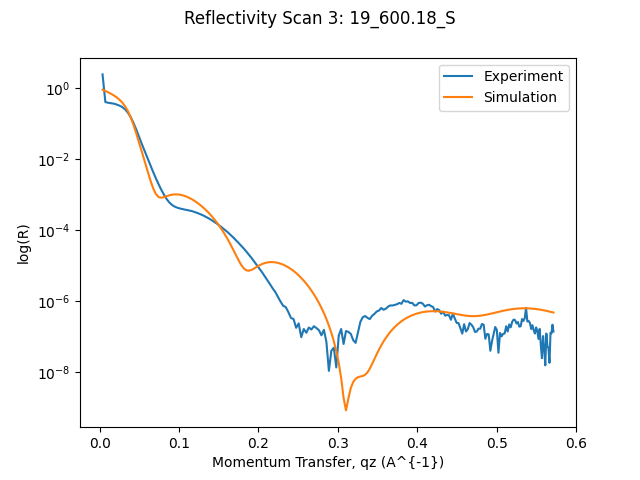 Reflectivity Scan 3: 19_600.18_S
Experiment
Simulation
10^0
10^{-2}
10^{-4}
10^{-6}
10^{-8}
log(R)
0.0 0.1 0.2 0.3 0.4 0.5 0.6
Momentum Transfer, qz (A^{-1})